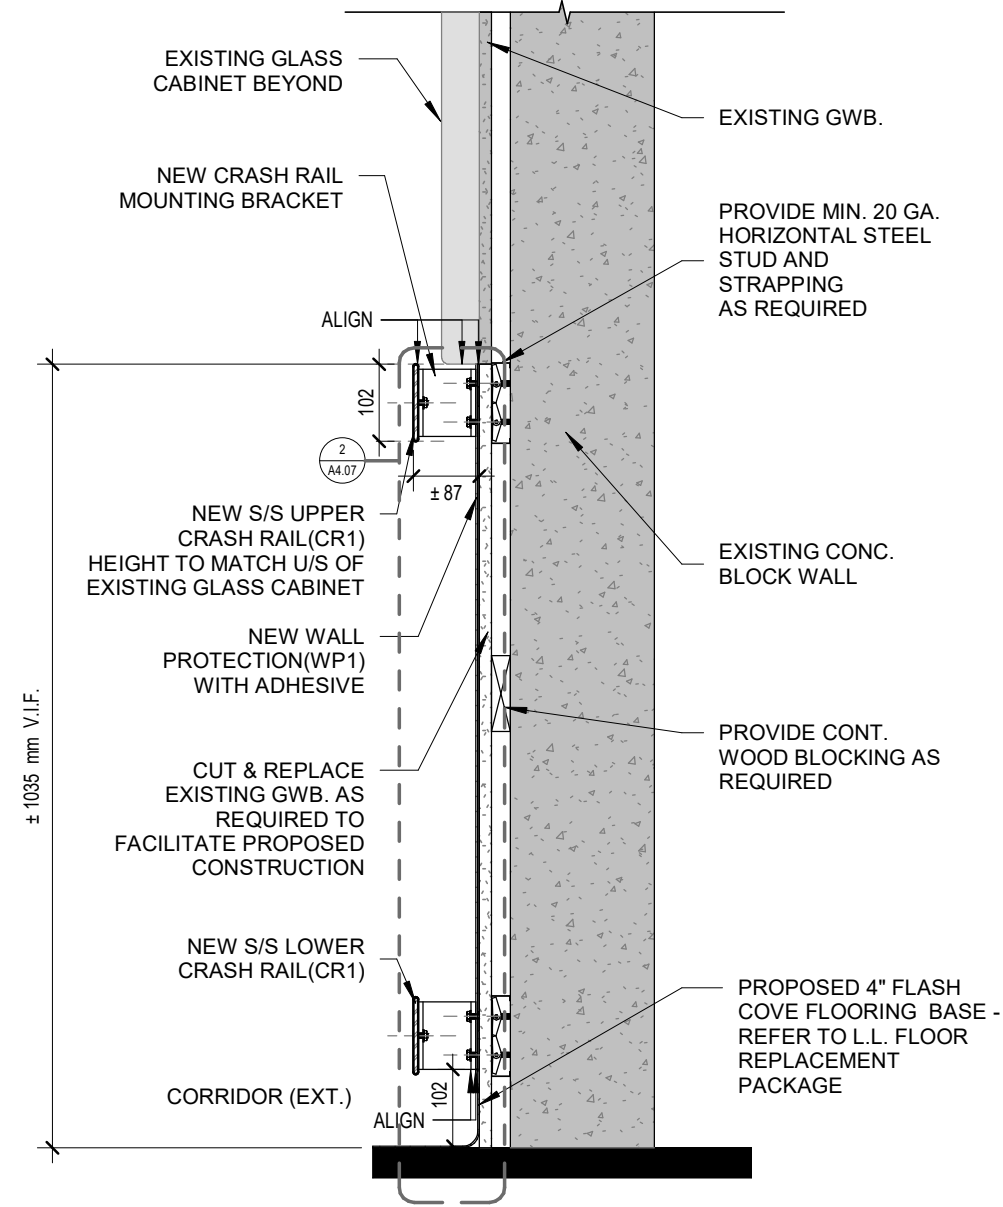 EXISTING GLASS
CABINET BEYOND
EXISTING GWB.
NEW CRASH RAIL
MOUNTING BRACKET
PROVIDE MIN. 20 GA.
HORIZONTAL STEEL
STUD AND
STRAPPING
AS REQUIRED
ALIGN
102
2
A4.07
± 87
NEW S/S UPPER
CRASH RAIL(CR1)
HEIGHT TO MATCH U/S OF
EXISTING GLASS CABINET
EXISTING CONC.
BLOCK WALL
NEW WALL
PROTECTION(WP1)
WITH ADHESIVE
± 1035 mm V.I.F.
PROVIDE CONT.
WOOD BLOCKING AS
REQUIRED
CUT & REPLACE
EXISTING GWB. AS
REQUIRED TO
FACILITATE PROPOSED
CONSTRUCTION
NEW S/S LOWER
CRASH RAIL(CR1)
PROPOSED 4" FLASH
COVE FLOORING BASE -
REFER TO L.L. FLOOR
REPLACEMENT
PACKAGE
CORRIDOR (EXT.)
102
ALIGN